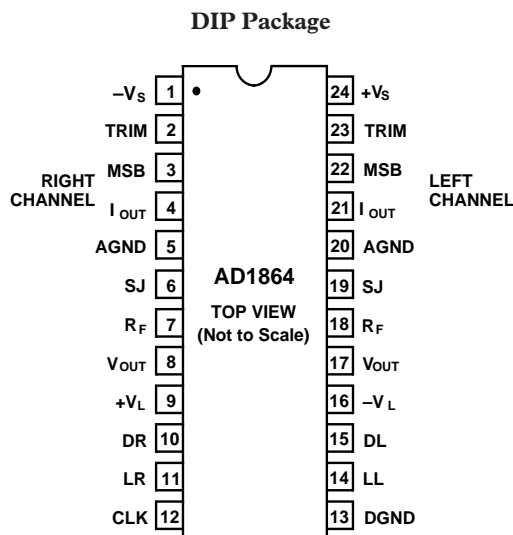 DIP Package
–VS 1 24 +VS
TRIM 2 23 TRIM
MSB 3 22 MSB
RIGHT CHANNEL
LEFT CHANNEL
IOUT 4 21 IOUT
AGND 5 20 AGND
AD1864
SJ 6 19 SJ
TOP VIEW
(Not to Scale)
RF 7 18 RF
VOUT 8 17 VOUT
+VL 9 16 –VL
DR 10 15 DL
LR 11 14 LL
CLK 12 13 DGND